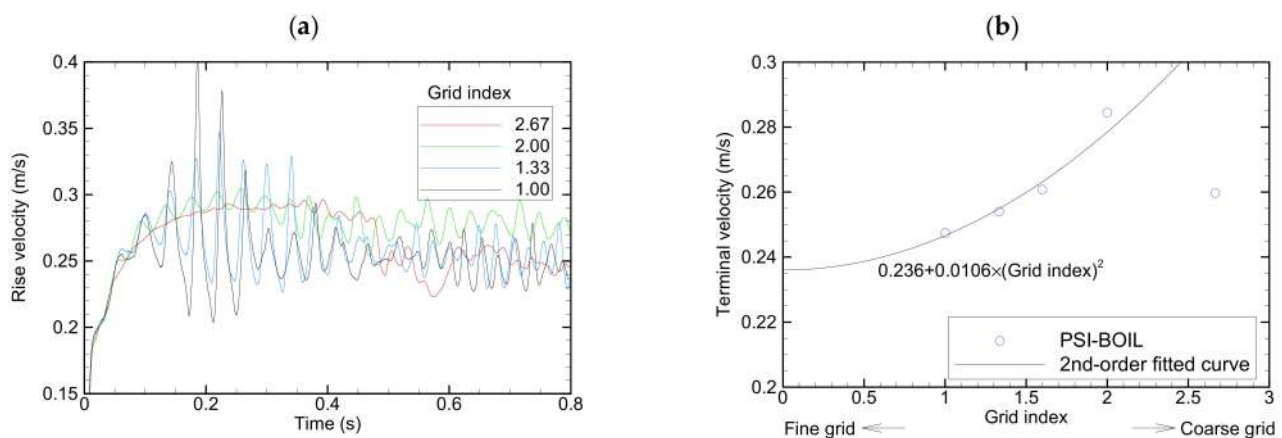 (a)
0.4
0.35
0.3
0.25
0.2
0.15
Rise velocity (m/s)
Grid index
2.67
2.00
1.33
1.00
0
0.2
0.4
0.6
0.8
Time (s)
(b)
0.3
0.28
0.26
0.24
0.22
0.2
Terminal velocity (m/s)
0.236+0.0106×(Grid index)²
PSI-BOIL
2nd-order fitted curve
0
0.5
1
1.5
2
2.5
3
Grid index
Fine grid
Coarse grid